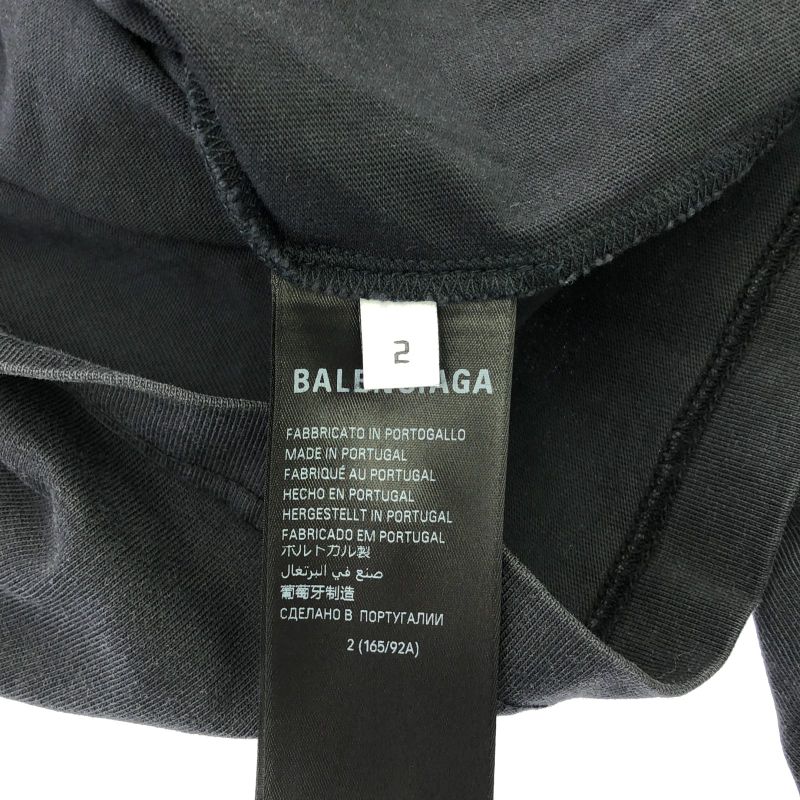 2
BALENCIAGA
FABBRICATO IN PORTOGALLO
MADE IN PORTUGAL
FABRIQUÉ AU PORTUGAL
HECHO EN PORTUGAL
HERGESTELLT IN PORTUGAL
FABRICADO EM PORTUGAL
ポルトカル製
صنع في البرتغال
葡萄牙制造
СДЕЛАНО В ПОРТУГАЛИИ
2 (165/92A)